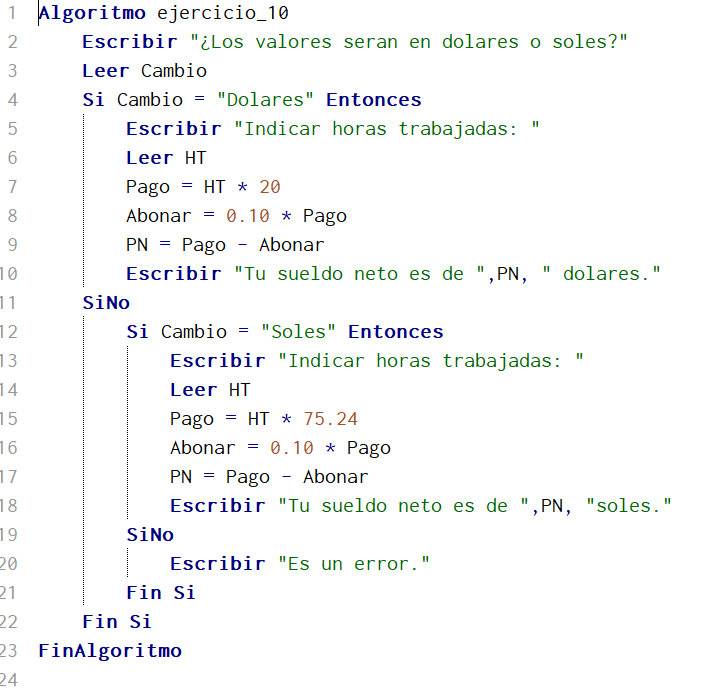 1 Algoritmo ejercicio_10
2 Escribir "¿Los valores seran en dolares o soles?"
3 Leer Cambio
4 Si Cambio = "Dolares" Entonces
5 Escribir "Indicar horas trabajadas: "
6 Leer HT
7 Pago = HT * 20
8 Abonar = 0.10 * Pago
9 PN = Pago - Abonar
10 Escribir "Tu sueldo neto es de ",PN, " dolares."
11 SiNo
12 Si Cambio = "Soles" Entonces
13 Escribir "Indicar horas trabajadas: "
14 Leer HT
15 Pago = HT * 75.24
16 Abonar = 0.10 * Pago
17 PN = Pago - Abonar
18 Escribir "Tu sueldo neto es de ",PN, "soles."
19 SiNo
20 Escribir "Es un error."
21 Fin Si
22 Fin Si
23 FinAlgoritmo
24